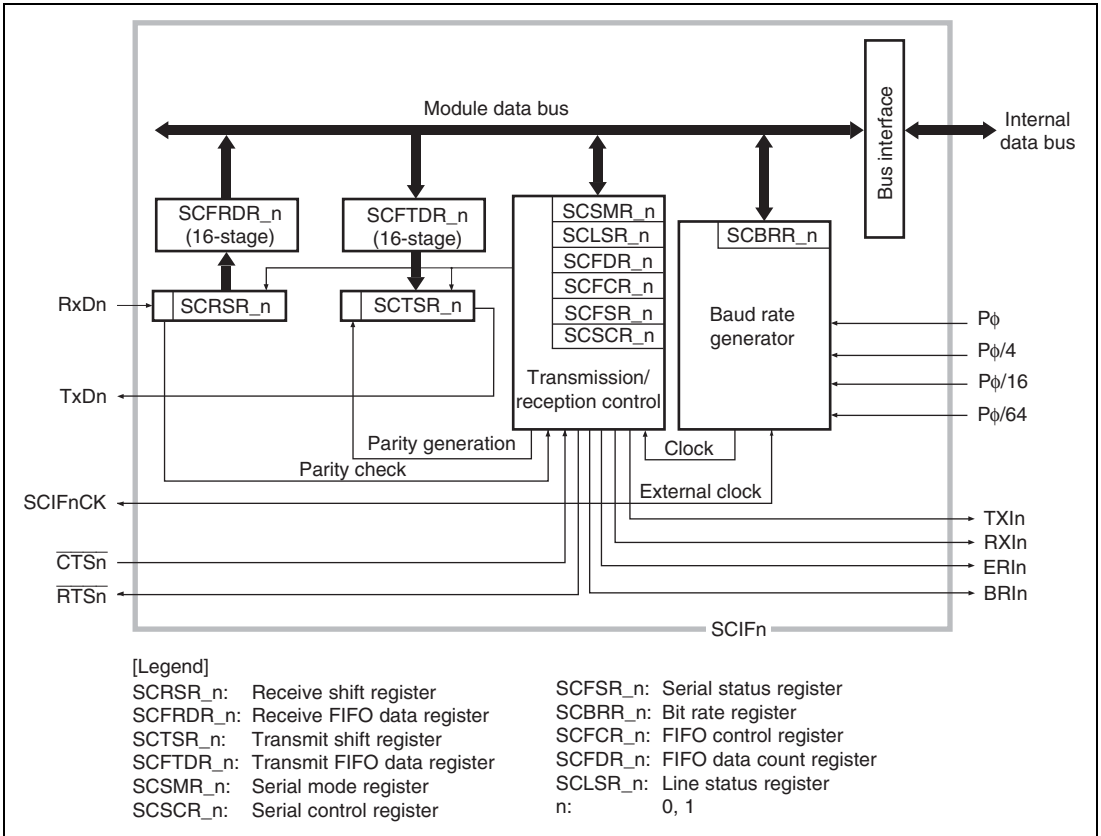 Module data bus
Bus interface
Internal
data bus
SCFRDR_n
(16-stage)
SCFTDR_n
(16-stage)
SCSMR_n
SCLSR_n
SCFDR_n
SCFCR_n
SCFSR_n
SCSCR_n
Transmission/
reception control
SCBRR_n
Baud rate
generator
RxDn
SCRSR_n
SCTSR_n
TxDn
Pϕ
Pϕ/4
Pϕ/16
Pϕ/64
Parity generation
Parity check
Clock
External clock
SCIFnCK
CTSn
RTSn
TXIn
RXIn
ERIn
BRIn
SCIFn
[Legend]
SCRSR_n: Receive shift register
SCFRDR_n: Receive FIFO data register
SCTSR_n: Transmit shift register
SCFTDR_n: Transmit FIFO data register
SCSMR_n: Serial mode register
SCSCR_n: Serial control register
SCFSR_n: Serial status register
SCBRR_n: Bit rate register
SCFCR_n: FIFO control register
SCFDR_n: FIFO data count register
SCLSR_n: Line status register
n: 0, 1